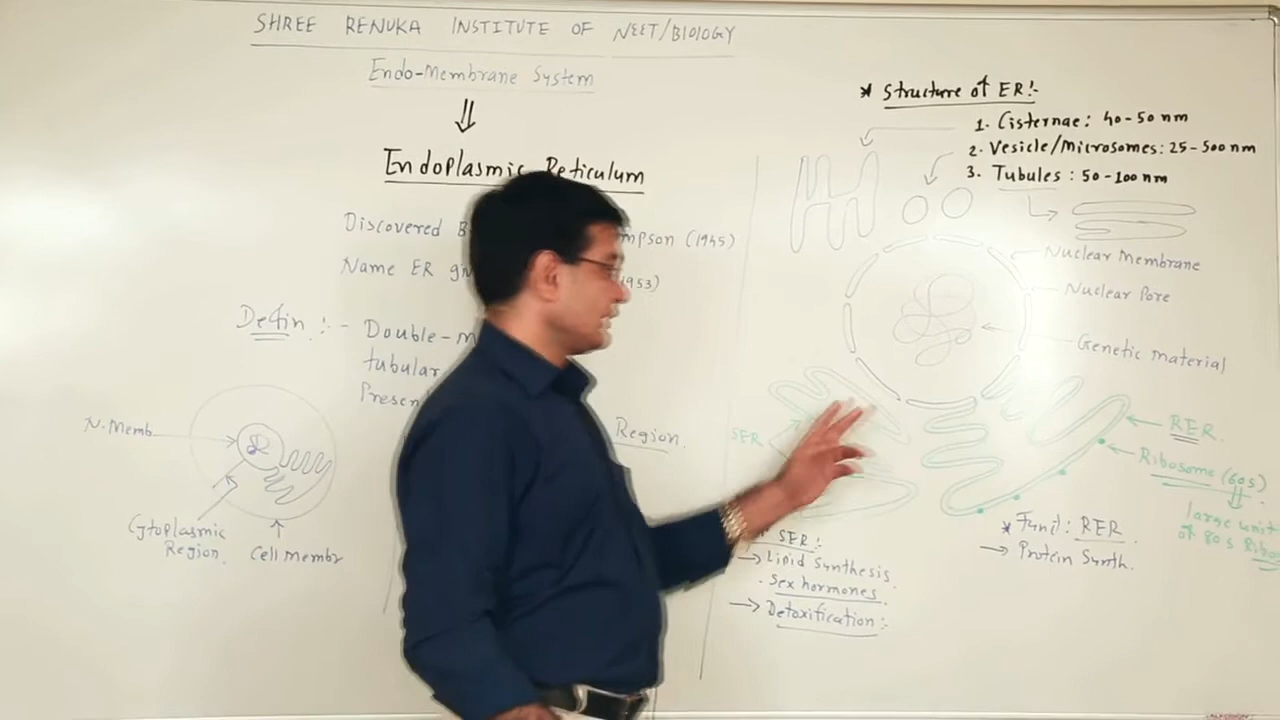 SHREE RENUKA INSTITUTE OF NEET/BIOLOGY
Endo-Membrane System
Endoplasmic Reticulum
Discovered B
mpson (1945)
Name ER g
1953)
Defin :- Double-m
tubular
Presen
Region.
N.Memb
Cytoplasmic
Region.
Cell Membr
* Structure of ER:-
1. Cisternae: 40-50 nm
2. Vesicle/Microsomes: 25-500 nm
3. Tubules: 50-100 nm
Nuclear Membrane
Nuclear Pore
Genetic material
SER
RER
Ribosome (60s)
large unit
of 80s Ribo
SER:-
→ Lipid Synthesis
. Sex hormones.
→ Detoxification:-
* Funct: RER
→ Protein Synth.